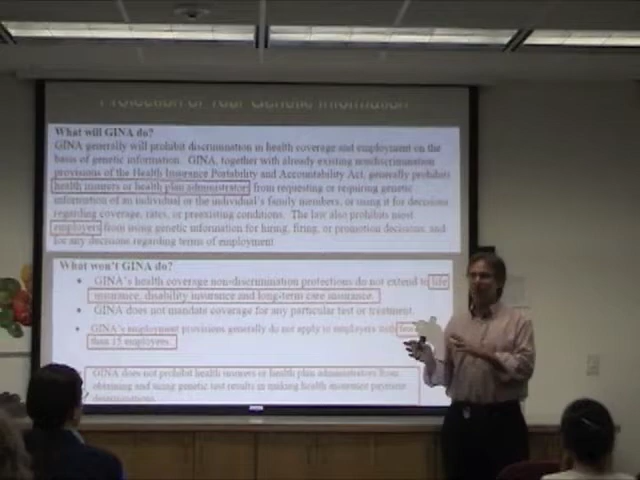 Protection of Your Genetic Information
What will GINA do?
GINA generally will prohibit discrimination in health coverage and employment on the
basis of genetic information. GINA, together with already existing nondiscrimination
provisions of the Health Insurance Portability and Accountability Act, generally prohibits
health insurers or health plan administrators from requesting or requiring genetic
information of an individual or the individual's family members, or using it for decisions
regarding coverage, rates, or preexisting conditions. The law also prohibits most
employers from using genetic information for hiring, firing, or promotion decisions, and
for any decisions regarding terms of employment.
What won't GINA do?
• GINA's health coverage non-discrimination protections do not extend to life
insurance, disability insurance and long-term care insurance.
• GINA does not mandate coverage for any particular test or treatment.
• GINA's employment provisions generally do not apply to employers with
than 15 employees.
GINA does not prohibit health insurers or health plan administrators from
obtaining and using genetic test results in making health insurance payment
determinations.